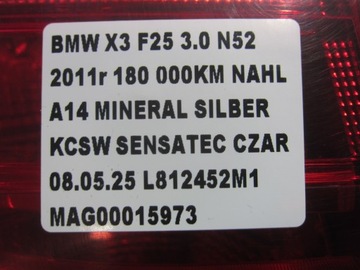 BMW X3 F25 3.0 N52
2011r 180 000KM NAHL
A14 MINERAL SILBER
KCSW SENSATEC CZAR
08.05.25 L812452M1
MAG00015973